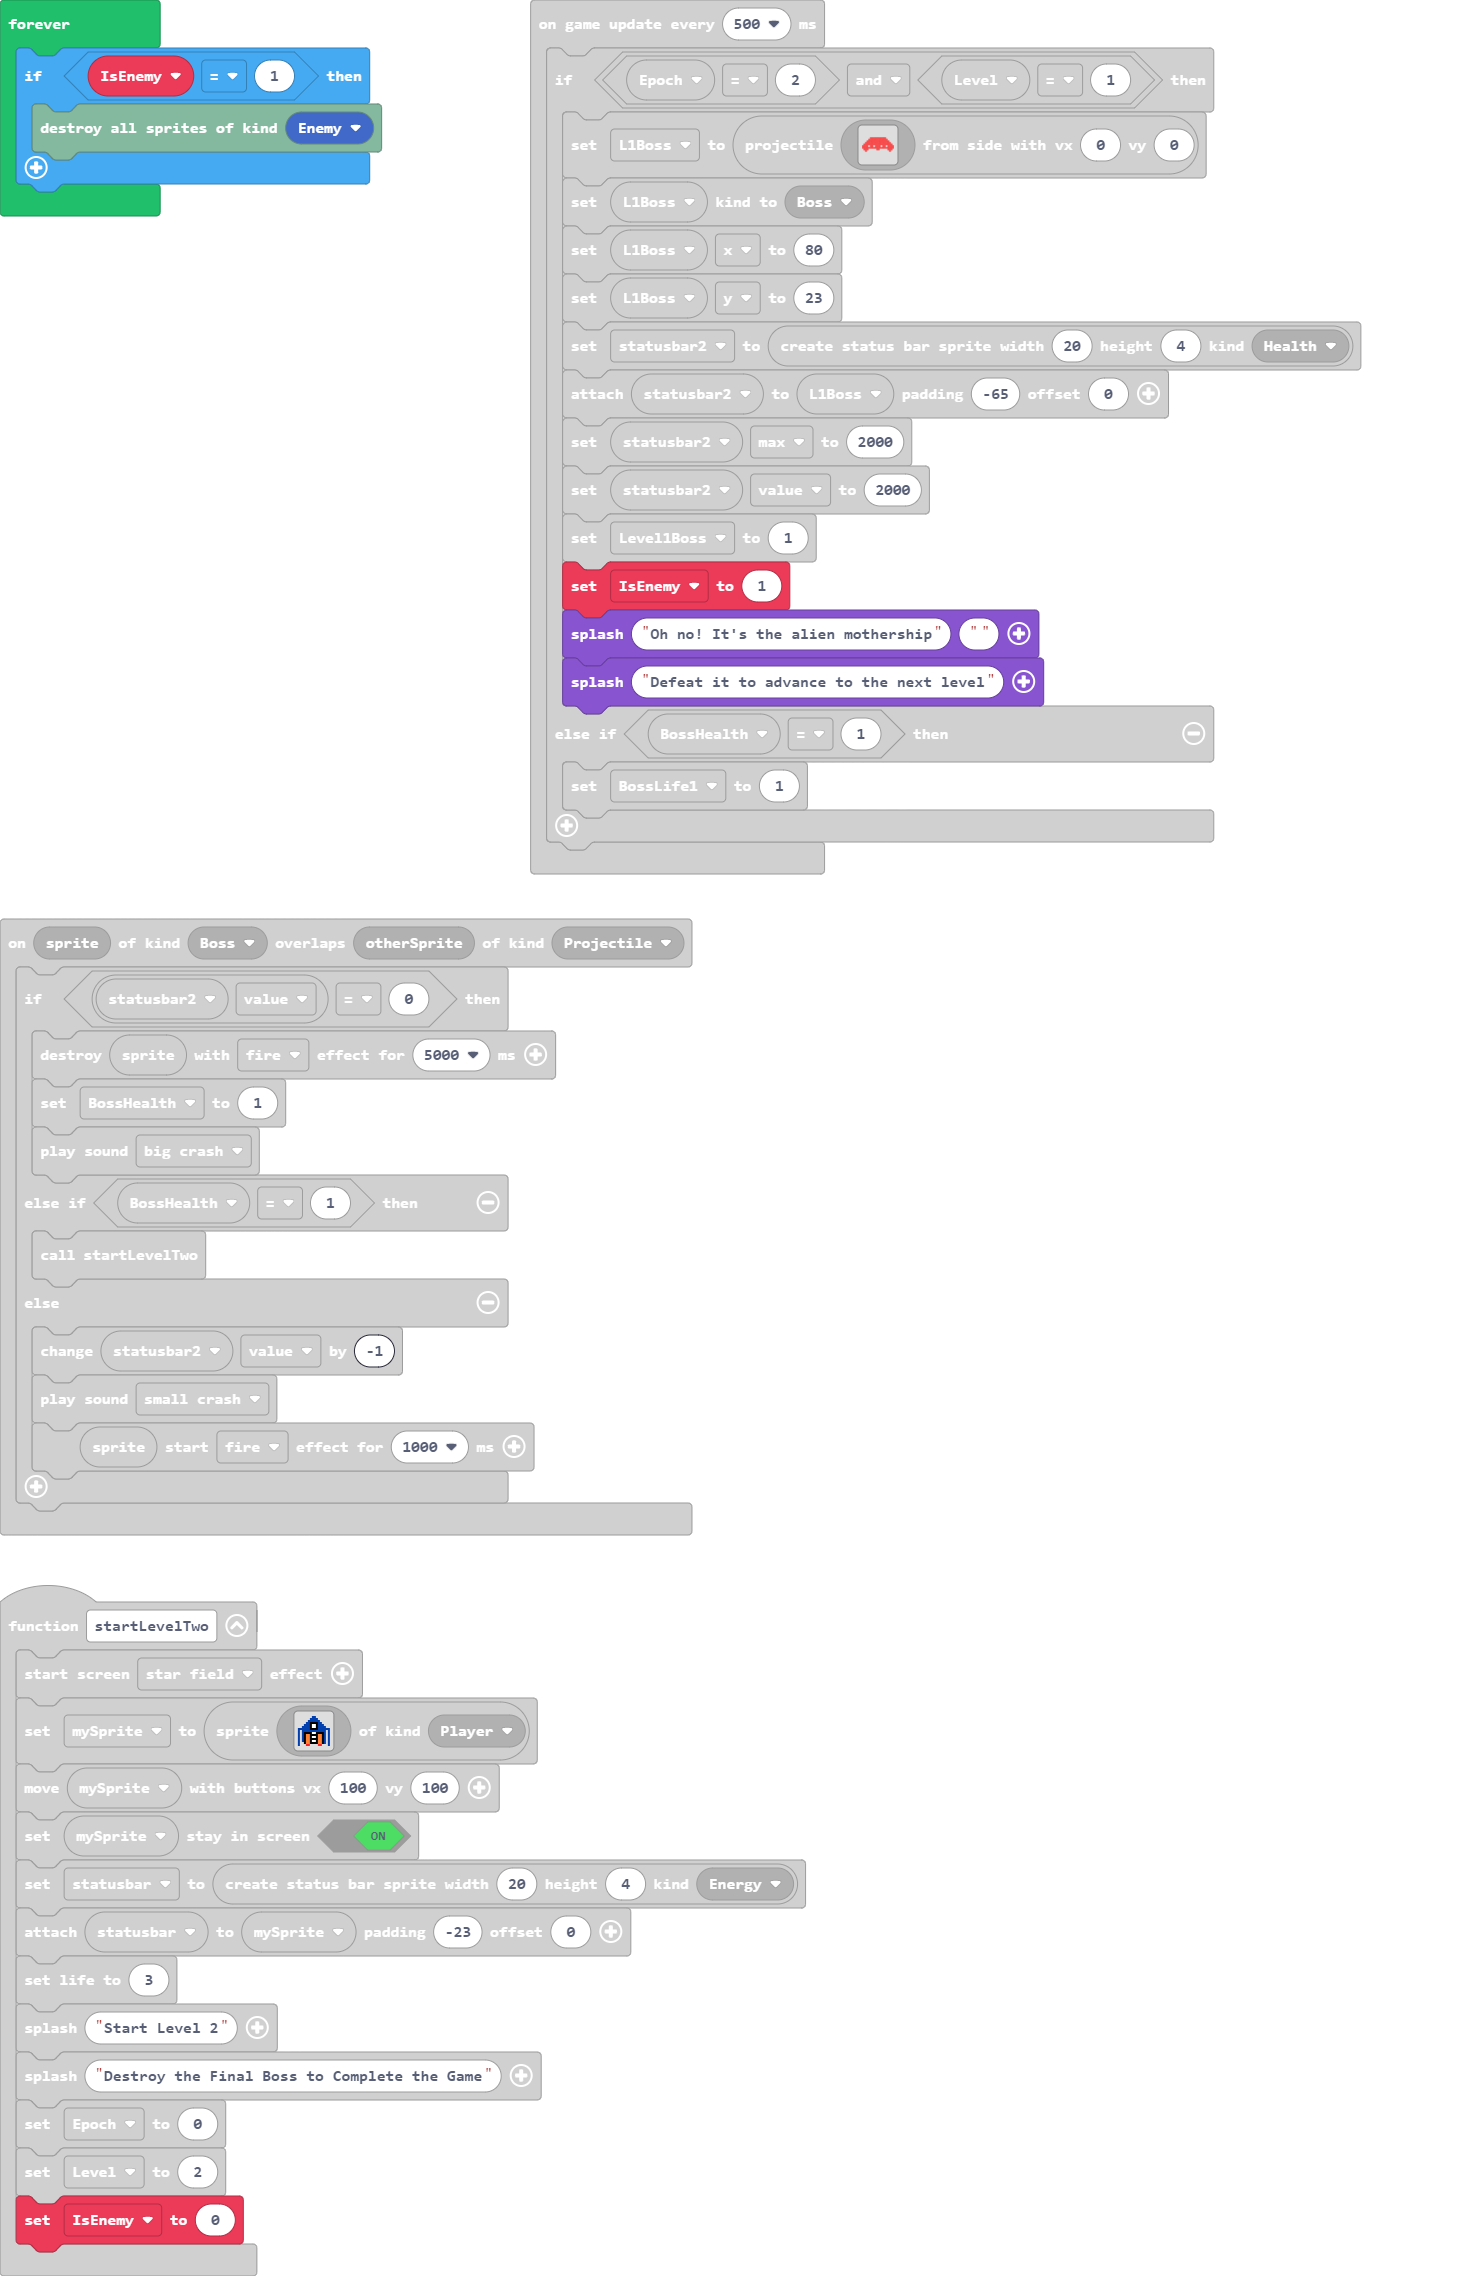 forever
if IsEnemy = 1 then
destroy all sprites of kind Enemy
on game update every 500 ms
if Epoch = 2 and Level = 1 then
set L1Boss to projectile from side with vx 0 vy 0
set L1Boss kind to Boss
set L1Boss x to 80
set L1Boss y to 23
set statusbar2 to create status bar sprite width 20 height 4 kind Health
attach statusbar2 to L1Boss padding -65 offset 0
set statusbar2 max to 2000
set statusbar2 value to 2000
set Level1Boss to 1
set IsEnemy to 1
splash "Oh no! It's the alien mothership" " "
splash "Defeat it to advance to the next level"
else if BossHealth = 1 then
set BossLife1 to 1
on sprite of kind Boss overlaps otherSprite of kind Projectile
if statusbar2 value = 0 then
destroy sprite with fire effect for 5000 ms
set BossHealth to 1
play sound big crash
else if BossHealth = 1 then
call startLevelTwo
else
change statusbar2 value by -1
play sound small crash
sprite start fire effect for 1000 ms
function startLevelTwo
start screen star field effect
set mySprite to sprite of kind Player
move mySprite with buttons vx 100 vy 100
set mySprite stay in screen ON
set statusbar to create status bar sprite width 20 height 4 kind Energy
attach statusbar to mySprite padding -23 offset 0
set life to 3
splash "Start Level 2"
splash "Destroy the Final Boss to Complete the Game"
set Epoch to 0
set Level to 2
set IsEnemy to 0